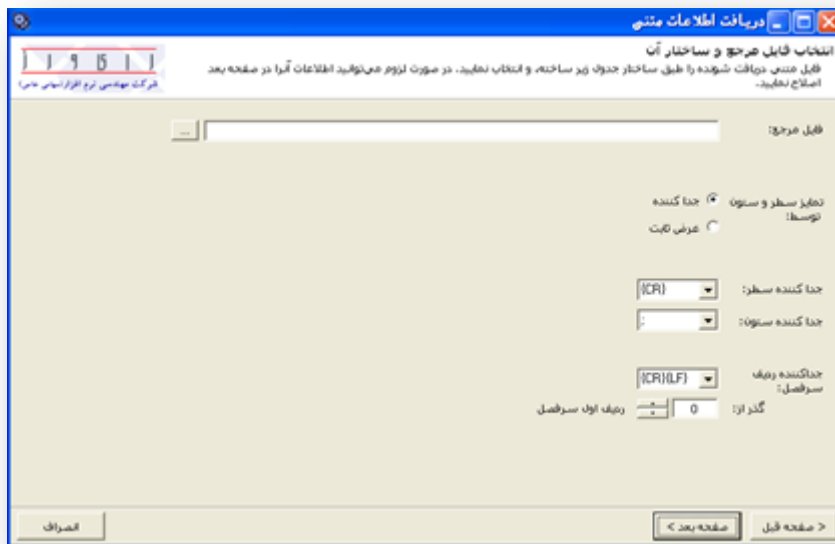 دریافت اطلاعات متنی
انتخاب فایل مرجع و ساختار آن
فایل متنی دریافت شونده را طبق ساختار جدول زیر ساخته، و انتخاب نمایید. در صورت لزوم می‌توانید اطلاعات آنرا در صفحه بعد
اصلاح نمایید.
شرکت مهندسی نرم افزار (سهامی خاص)
فایل مرجع:
...
تمایز سطر و ستون توسط:
جدا کننده
عرض ثابت
جدا کننده سطر: {CR}
جدا کننده ستون: ;
جداکننده ردیف سرفصل: {CR}{LF}
گذر از: 0 ردیف اول سرفصل
< صفحه قبل
صفحه بعد >
انصراف